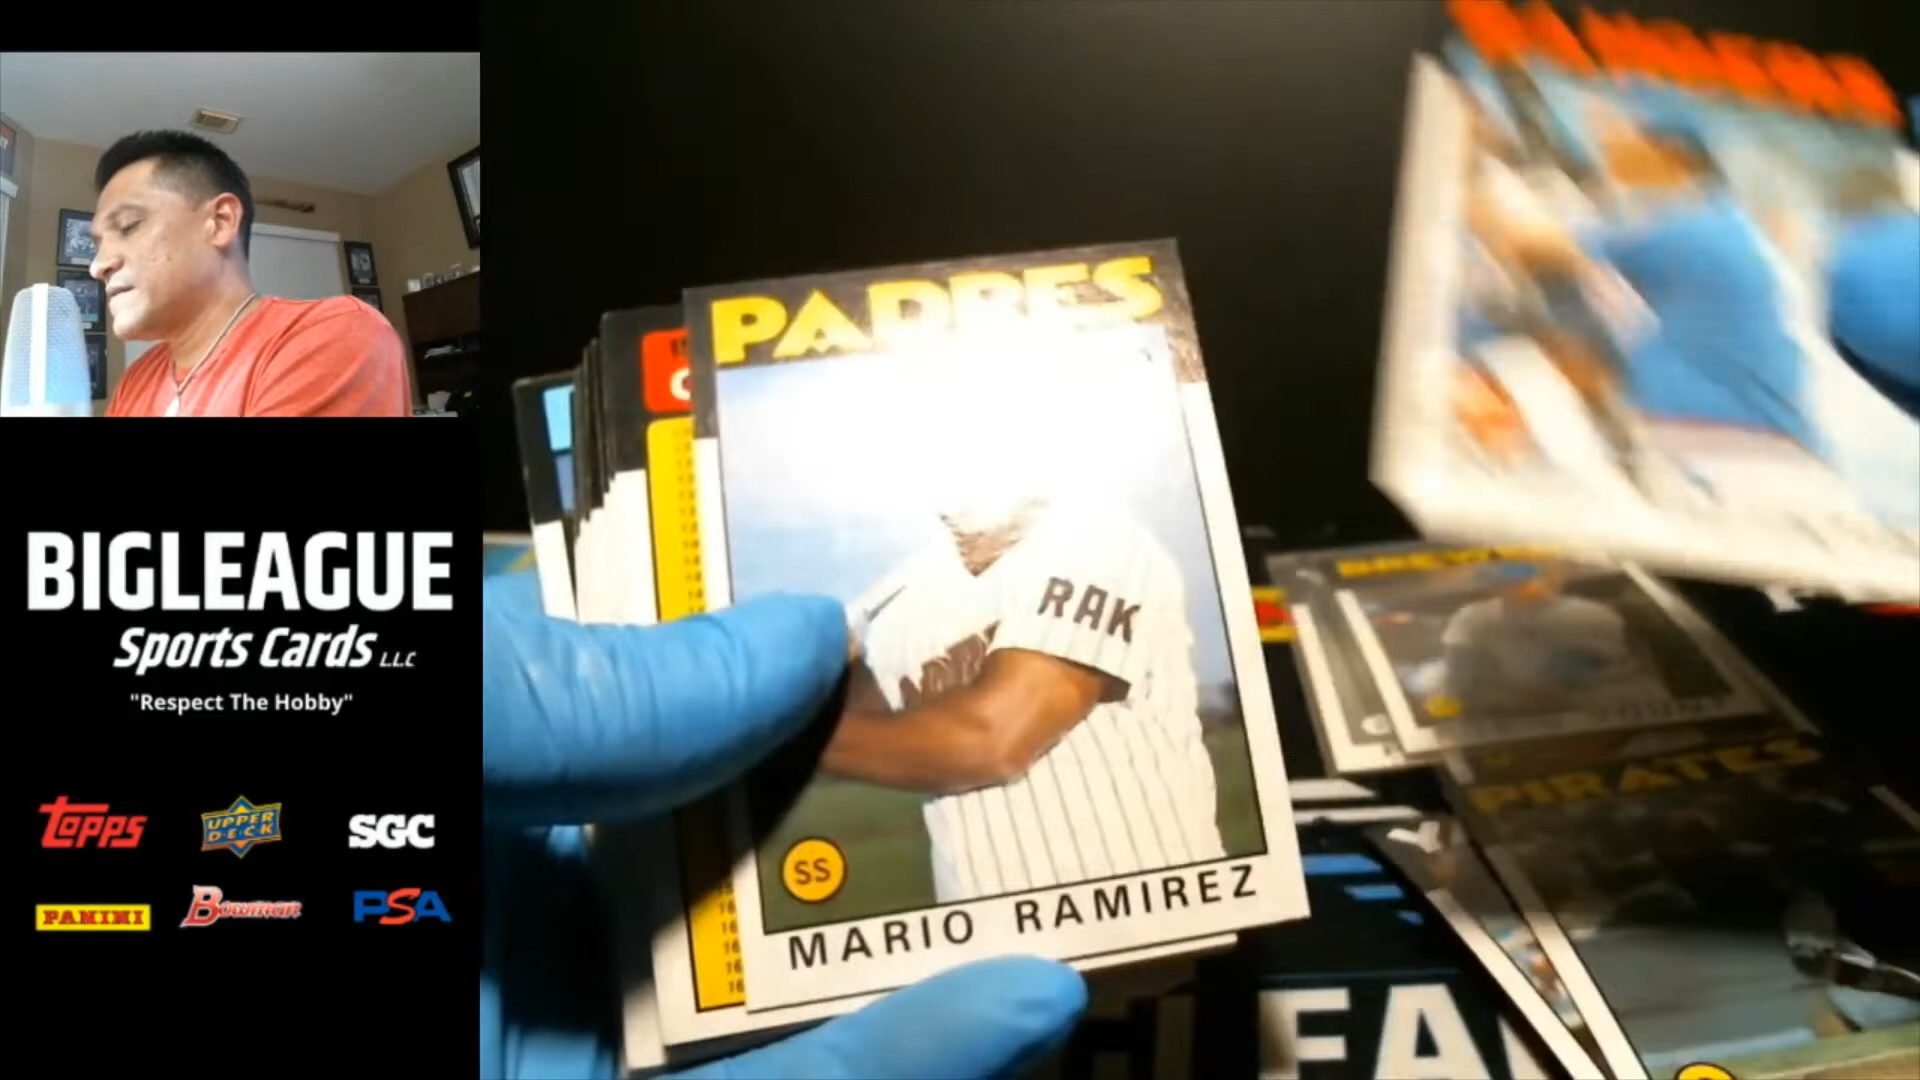 BIGLEAGUE
Sports Cards LLC
"Respect The Hobby"
Topps
UPPER
DECK
SGC
PANINI
Bowman
PSA
PADRES
RAK
SS
MARIO RAMIREZ
PIRATES
FA